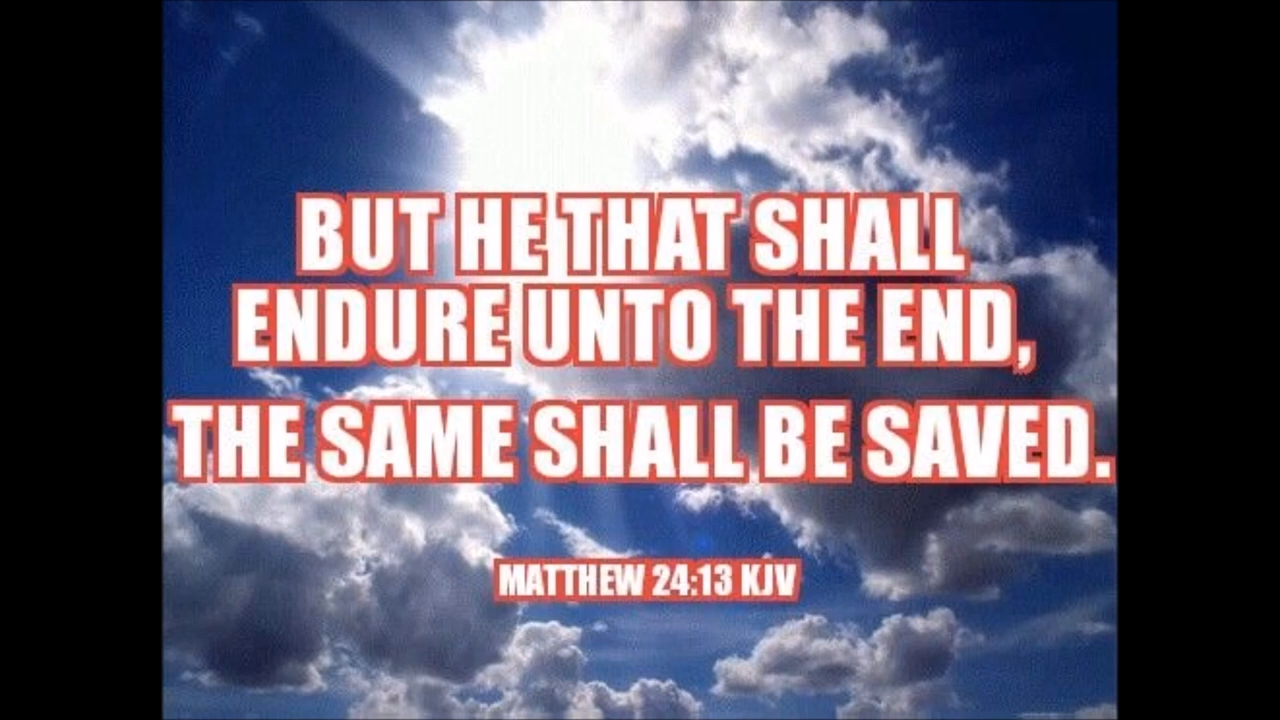 BUT HE THAT SHALL
ENDURE UNTO THE END,
THE SAME SHALL BE SAVED.
MATTHEW 24:13 KJV